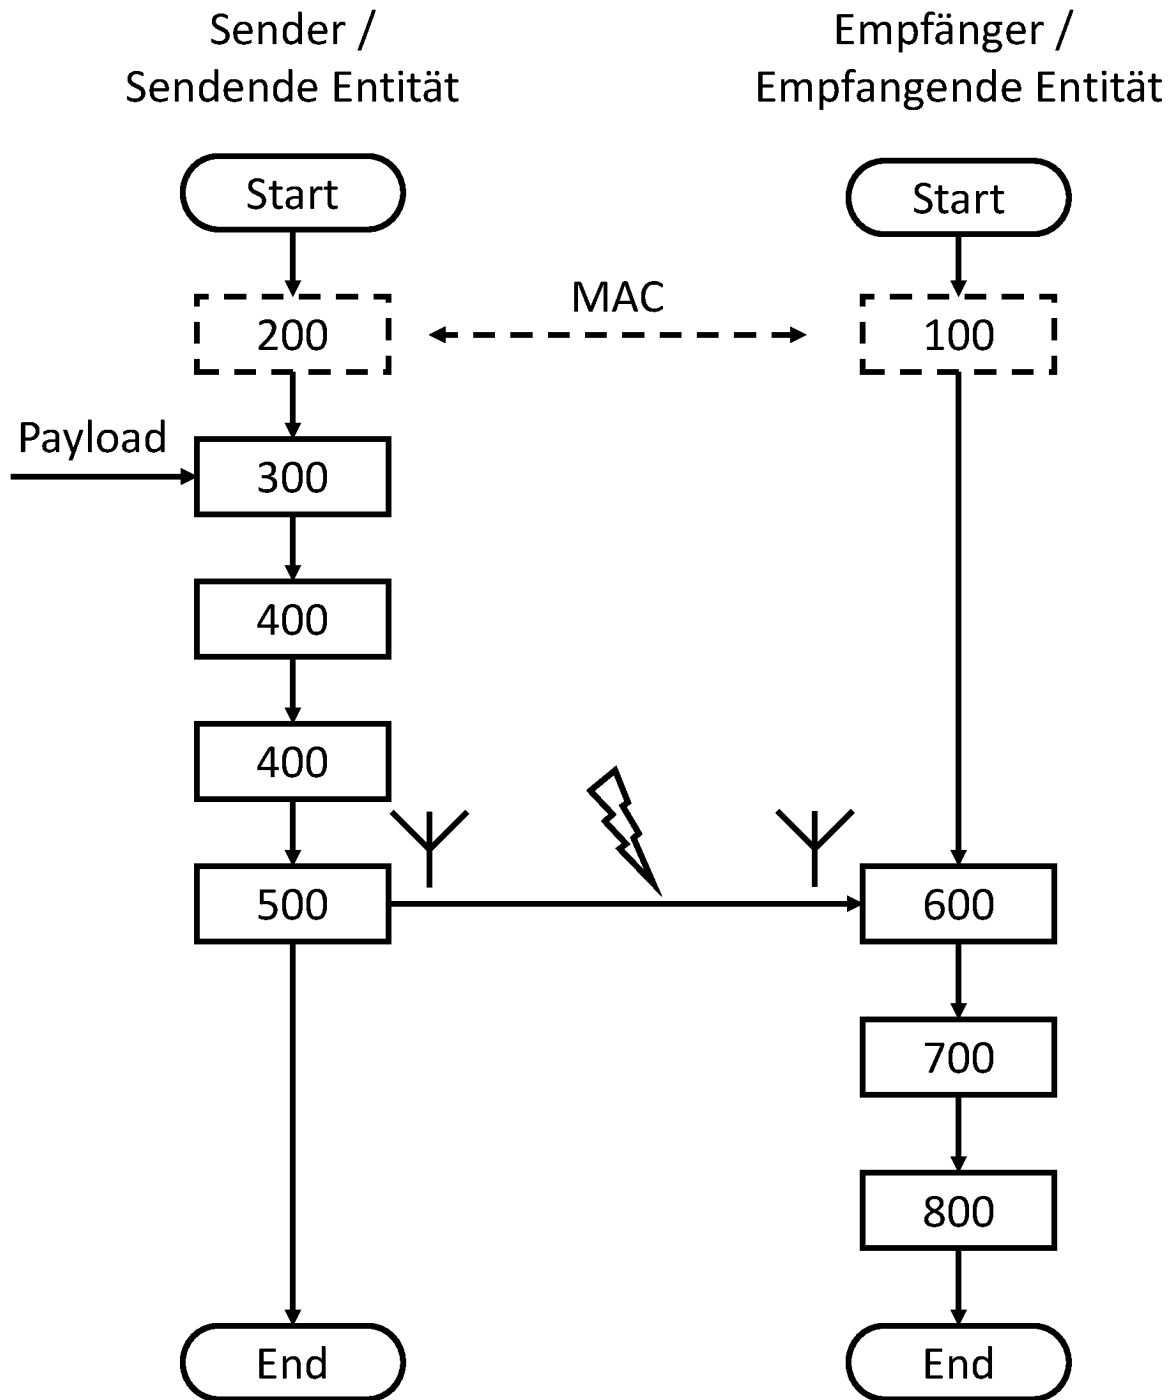 Sender /
Sendende Entität
Empfänger /
Empfangende Entität
Start
Start
200
MAC
100
Payload
300
400
400
500
600
700
800
End
End